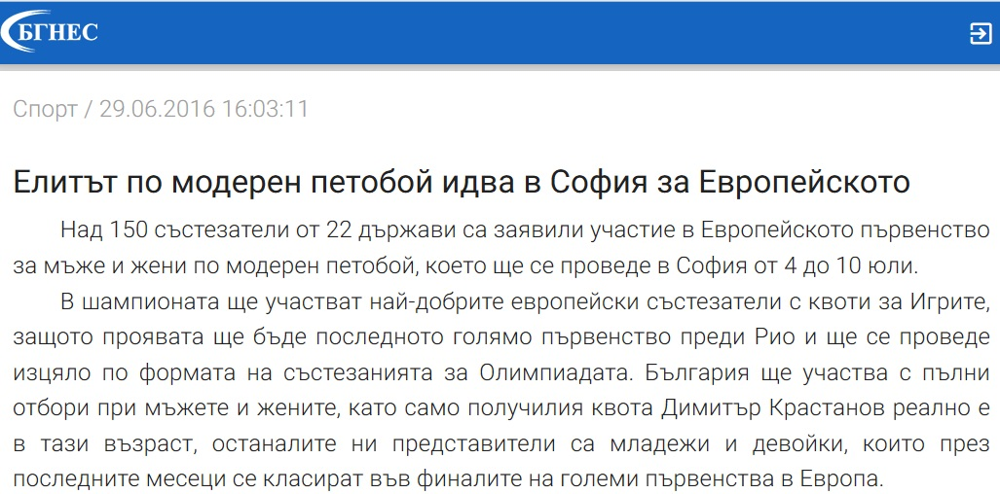 БГНЕС
Спорт / 29.06.2016 16:03:11
Елитът по модерен петобой идва в София за Европейското
Над 150 състезатели от 22 държави са заявили участие в Европейското първенство
за мъже и жени по модерен петобой, което ще се проведе в София от 4 до 10 юли.
В шампионата ще участват най-добрите европейски състезатели с квоти за Игрите,
защото проявата ще бъде последното голямо първенство преди Рио и ще се проведе
изцяло по формата на състезанията за Олимпиадата. България ще участва с пълни
отбори при мъжете и жените, като само получилия квота Димитър Крастанов реално е
в тази възраст, останалите ни представители са младежи и девойки, които през
последните месеци се класират във финалите на големи първенства в Европа.